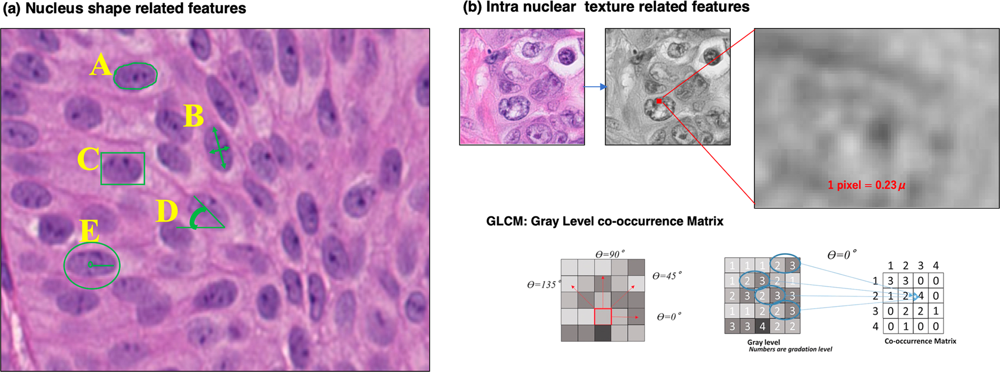 (a) Nucleus shape related features
A
B
C
D
E
(b) Intra nuclear texture related features
1 pixel = 0.23 μ
GLCM: Gray Level co-occurrence Matrix
Θ=90°
Θ=45°
Θ=135°
Θ=0°
1 1 1 2 3
1 2 3 2 1
2 3 2 3 3
1 1 2 2 3
3 3 4 2 2
Gray level
Numbers are gradation level
Θ=0°
1 2 3 4
1 3 3 0 0
2 1 2 4 0
3 0 2 2 1
4 0 1 0 0
Co-occurrence Matrix